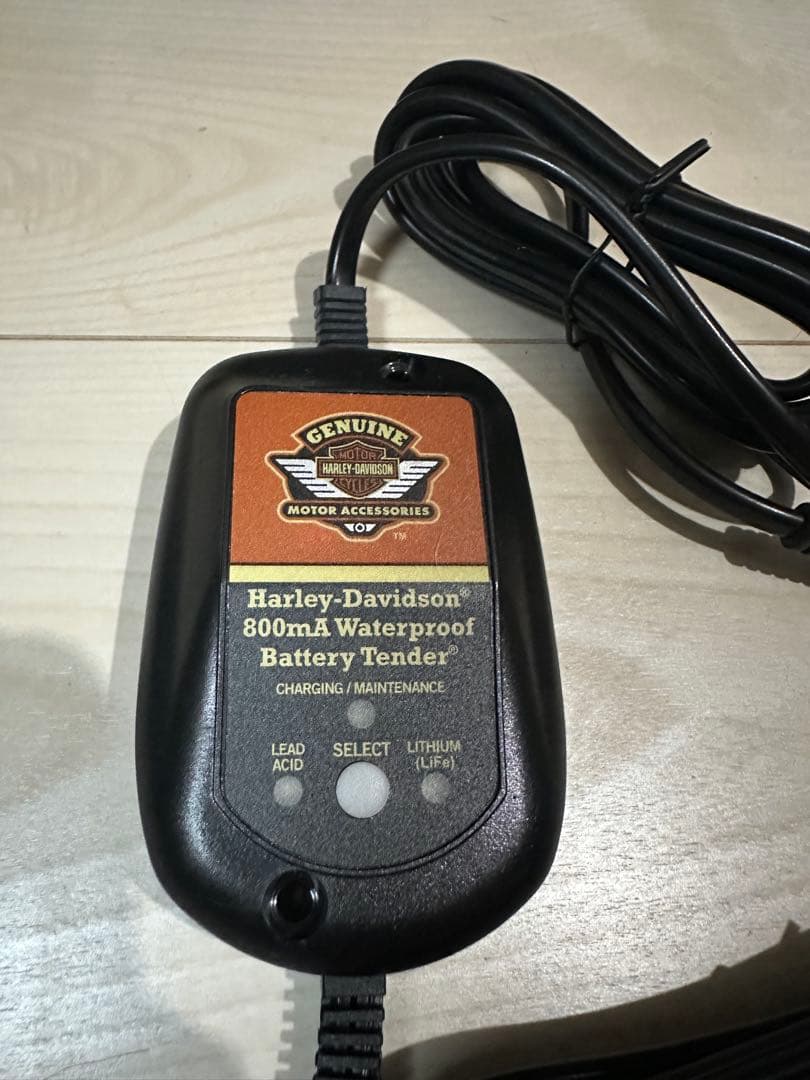 GENUINE
MOTOR
HARLEY-DAVIDSON
CYCLES
MOTOR ACCESSORIES
TM
Harley-Davidson®
800mA Waterproof
Battery Tender®
CHARGING / MAINTENANCE
LEAD ACID
SELECT
LITHIUM (LiFe)